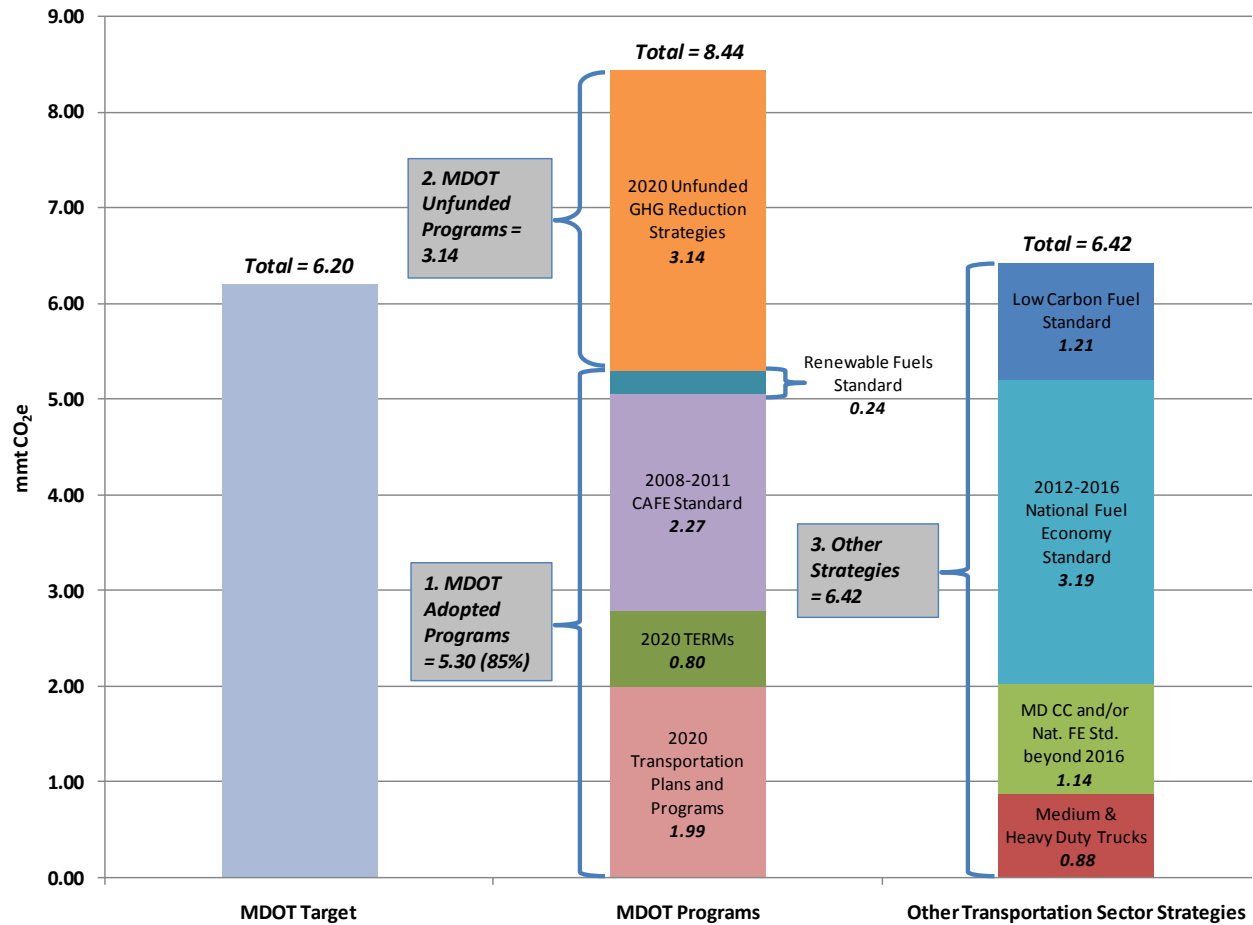 9.00
8.00
7.00
6.00
5.00
4.00
3.00
2.00
1.00
0.00
mmt CO₂e
Total = 6.20
MDOT Target
2. MDOT
Unfunded
Programs =
3.14
1. MDOT
Adopted
Programs
= 5.30 (85%)
Total = 8.44
2020 Unfunded
GHG Reduction
Strategies
3.14
Renewable Fuels
Standard
0.24
2008-2011
CAFE Standard
2.27
2020 TERMs
0.80
2020
Transportation
Plans and
Programs
1.99
MDOT Programs
3. Other
Strategies
= 6.42
Total = 6.42
Low Carbon Fuel
Standard
1.21
2012-2016
National Fuel
Economy
Standard
3.19
MD CC and/or
Nat. FE Std.
beyond 2016
1.14
Medium &
Heavy Duty Trucks
0.88
Other Transportation Sector Strategies